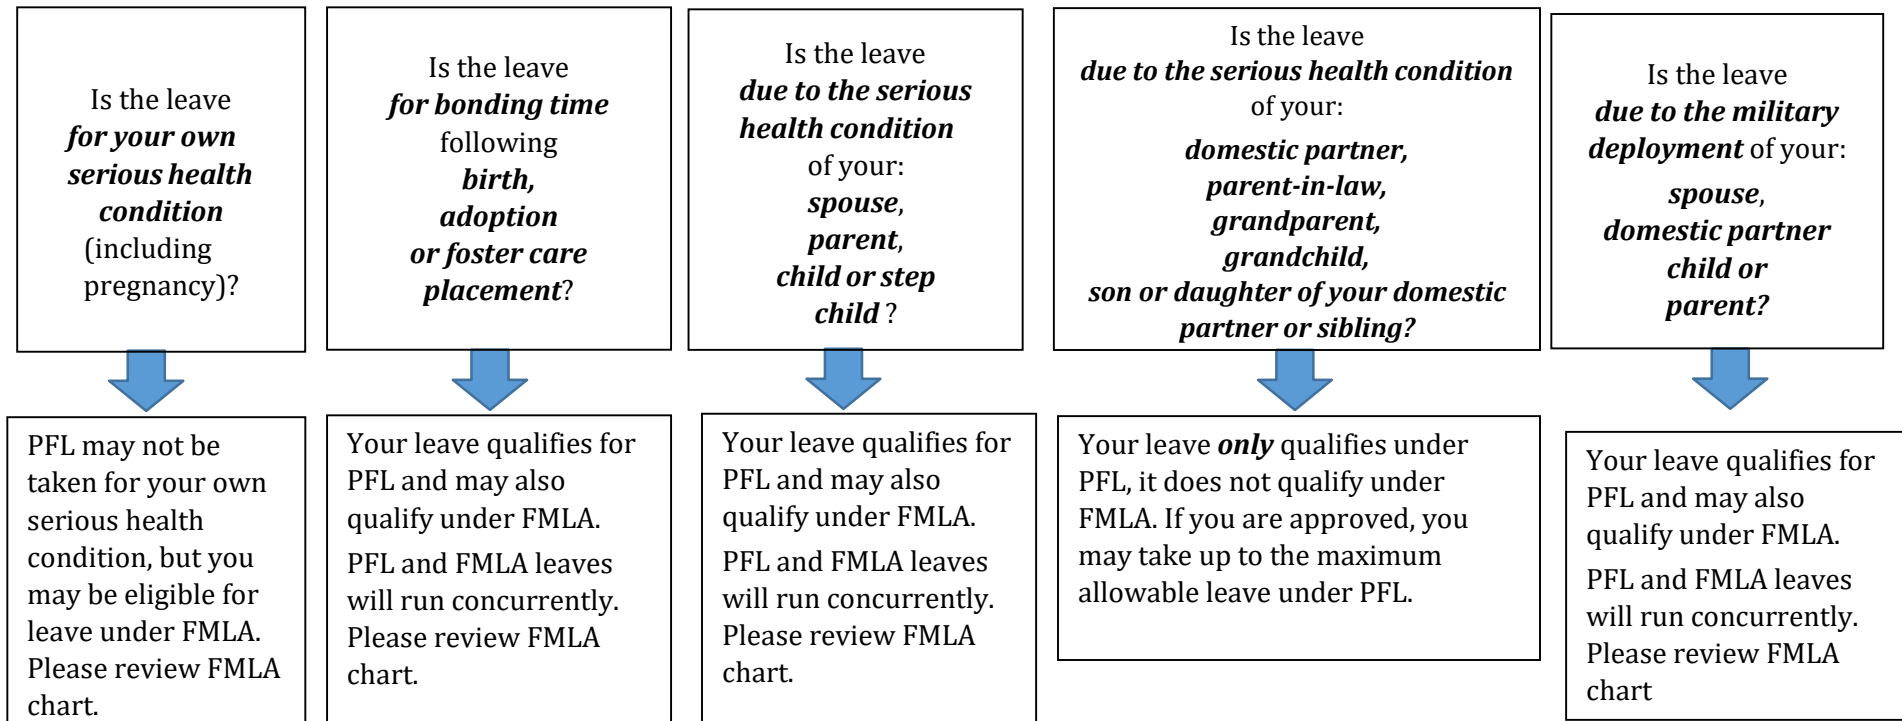 Is the leave
for your own
serious health
condition
(including
pregnancy)?
PFL may not be
taken for your own
serious health
condition, but you
may be eligible for
leave under FMLA.
Please review FMLA
chart.
Is the leave
for bonding time
following
birth,
adoption
or foster care
placement?
Your leave qualifies for
PFL and may also
qualify under FMLA.
PFL and FMLA leaves
will run concurrently.
Please review FMLA
chart.
Is the leave
due to the serious
health condition
of your:
spouse,
parent,
child or step
child ?
Your leave qualifies for
PFL and may also
qualify under FMLA.
PFL and FMLA leaves
will run concurrently.
Please review FMLA
chart.
Is the leave
due to the serious health condition
of your:
domestic partner,
parent-in-law,
grandparent,
grandchild,
son or daughter of your domestic
partner or sibling?
Your leave only qualifies under
PFL, it does not qualify under
FMLA. If you are approved, you
may take up to the maximum
allowable leave under PFL.
Is the leave
due to the military
deployment of your:
spouse,
domestic partner
child or
parent?
Your leave qualifies for
PFL and may also
qualify under FMLA.
PFL and FMLA leaves
will run concurrently.
Please review FMLA
chart